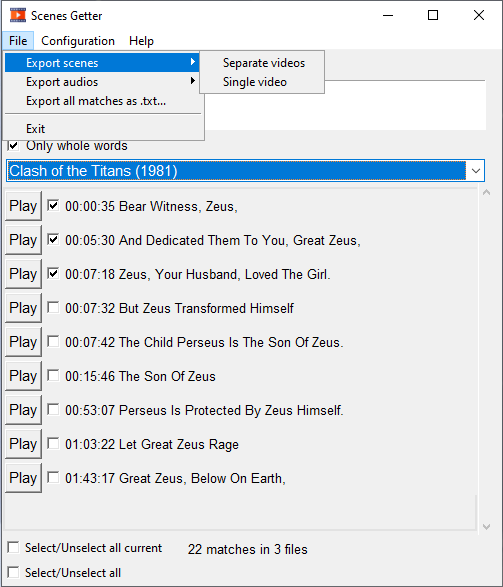 Scenes Getter
File Configuration Help
Export scenes
Separate videos
Export audios
Single video
Export all matches as .txt...
Exit
Only whole words
Clash of the Titans (1981)
Play 00:00:35 Bear Witness, Zeus,
Play 00:05:30 And Dedicated Them To You, Great Zeus,
Play 00:07:18 Zeus, Your Husband, Loved The Girl.
Play 00:07:32 But Zeus Transformed Himself
Play 00:07:42 The Child Perseus Is The Son Of Zeus.
Play 00:15:46 The Son Of Zeus
Play 00:53:07 Perseus Is Protected By Zeus Himself.
Play 01:03:22 Let Great Zeus Rage
Play 01:43:17 Great Zeus, Below On Earth,
Select/Unselect all current 22 matches in 3 files
Select/Unselect all